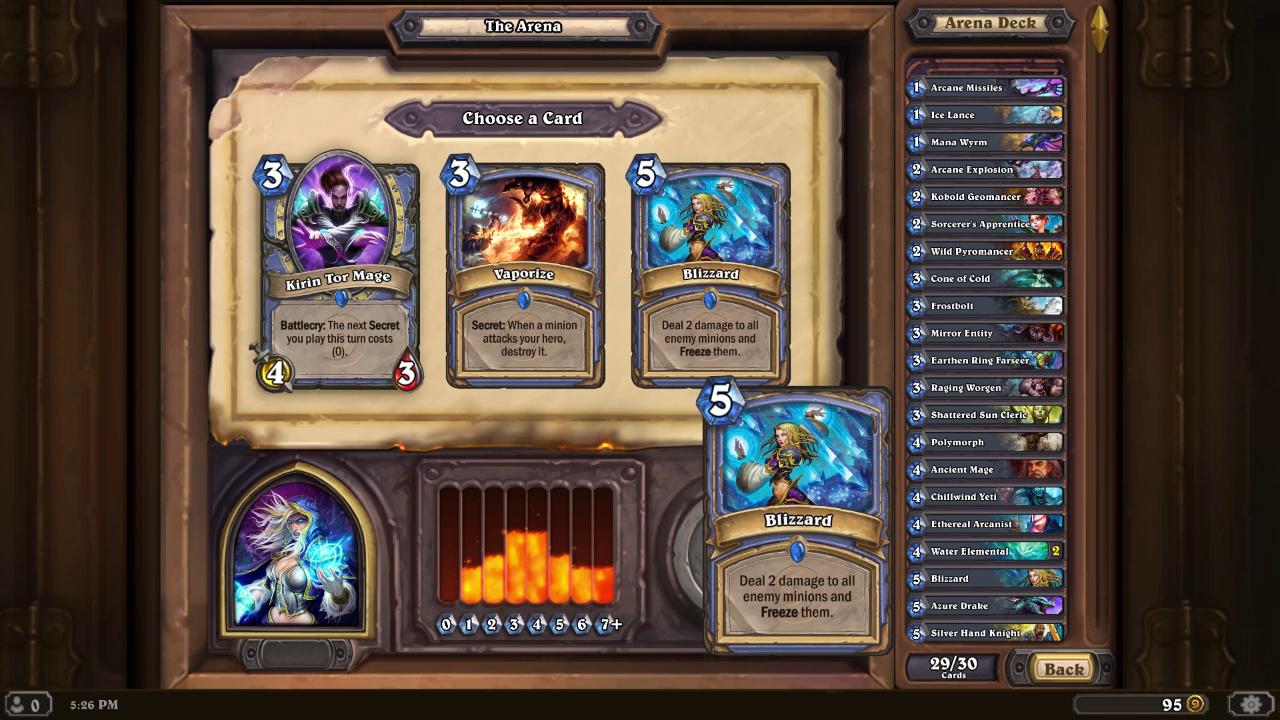 The Arena
Choose a Card
3
Kirin Tor Mage
Battlecry: The next Secret
you play this turn costs
(0).
4
3
3
Vaporize
Secret: When a minion
attacks your hero,
destroy it.
5
Blizzard
Deal 2 damage to all
enemy minions and
Freeze them.
5
Blizzard
Deal 2 damage to all
enemy minions and
Freeze them.
0 1 2 3 4 5 6 7+
Arena Deck
1 Arcane Missiles
1 Ice Lance
1 Mana Wyrm
2 Arcane Explosion
2 Kobold Geomancer
2 Sorcerer's Apprentice
2 Wild Pyromancer
3 Cone of Cold
3 Frostbolt
3 Mirror Entity
3 Earthen Ring Farseer
3 Raging Worgen
3 Shattered Sun Cleric
4 Polymorph
4 Ancient Mage
4 Chillwind Yeti
4 Ethereal Arcanist
4 Water Elemental 2
5 Blizzard
5 Azure Drake
5 Silver Hand Knight
29/30
Cards
Back
0
5:26 PM
95